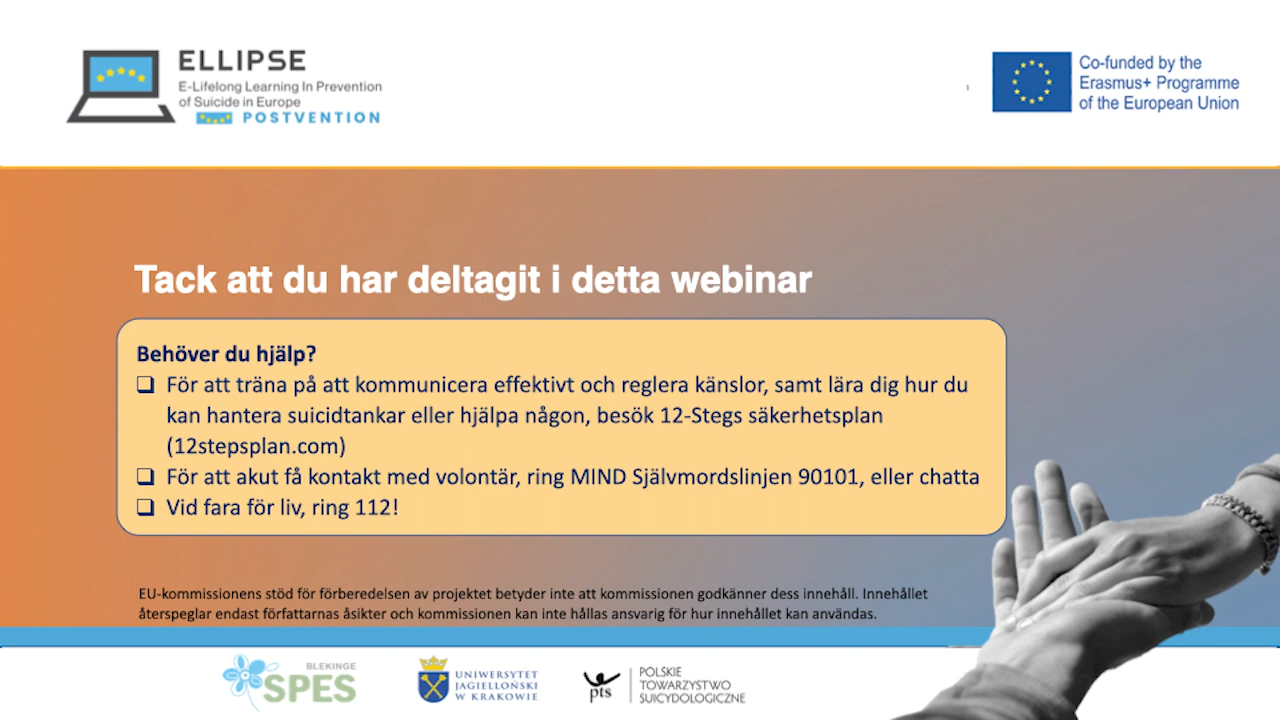 ELLIPSE
E-Lifelong Learning In Prevention
of Suicide in Europe
POSTVENTION
Co-funded by the
Erasmus+ Programme
of the European Union
Tack att du har deltagit i detta webinar
Behöver du hjälp?
❑ För att träna på att kommunicera effektivt och reglera känslor, samt lära dig hur du
kan hantera suicidtankar eller hjälpa någon, besök 12-Stegs säkerhetsplan
(12stepsplan.com)
❑ För att akut få kontakt med volontär, ring MIND Självmordslinjen 90101, eller chatta
❑ Vid fara för liv, ring 112!
EU-kommissionens stöd för förberedelsen av projektet betyder inte att kommissionen godkänner dess innehåll. Innehållet
återspeglar endast författarnas åsikter och kommissionen kan inte hållas ansvarig för hur innehållet kan användas.
BLEKINGE
SPES
UNIWERSYTET
JAGIELLOŃSKI
W KRAKOWIE
pts
POLSKIE
TOWARZYSTWO
SUICYDOLOGICZNE